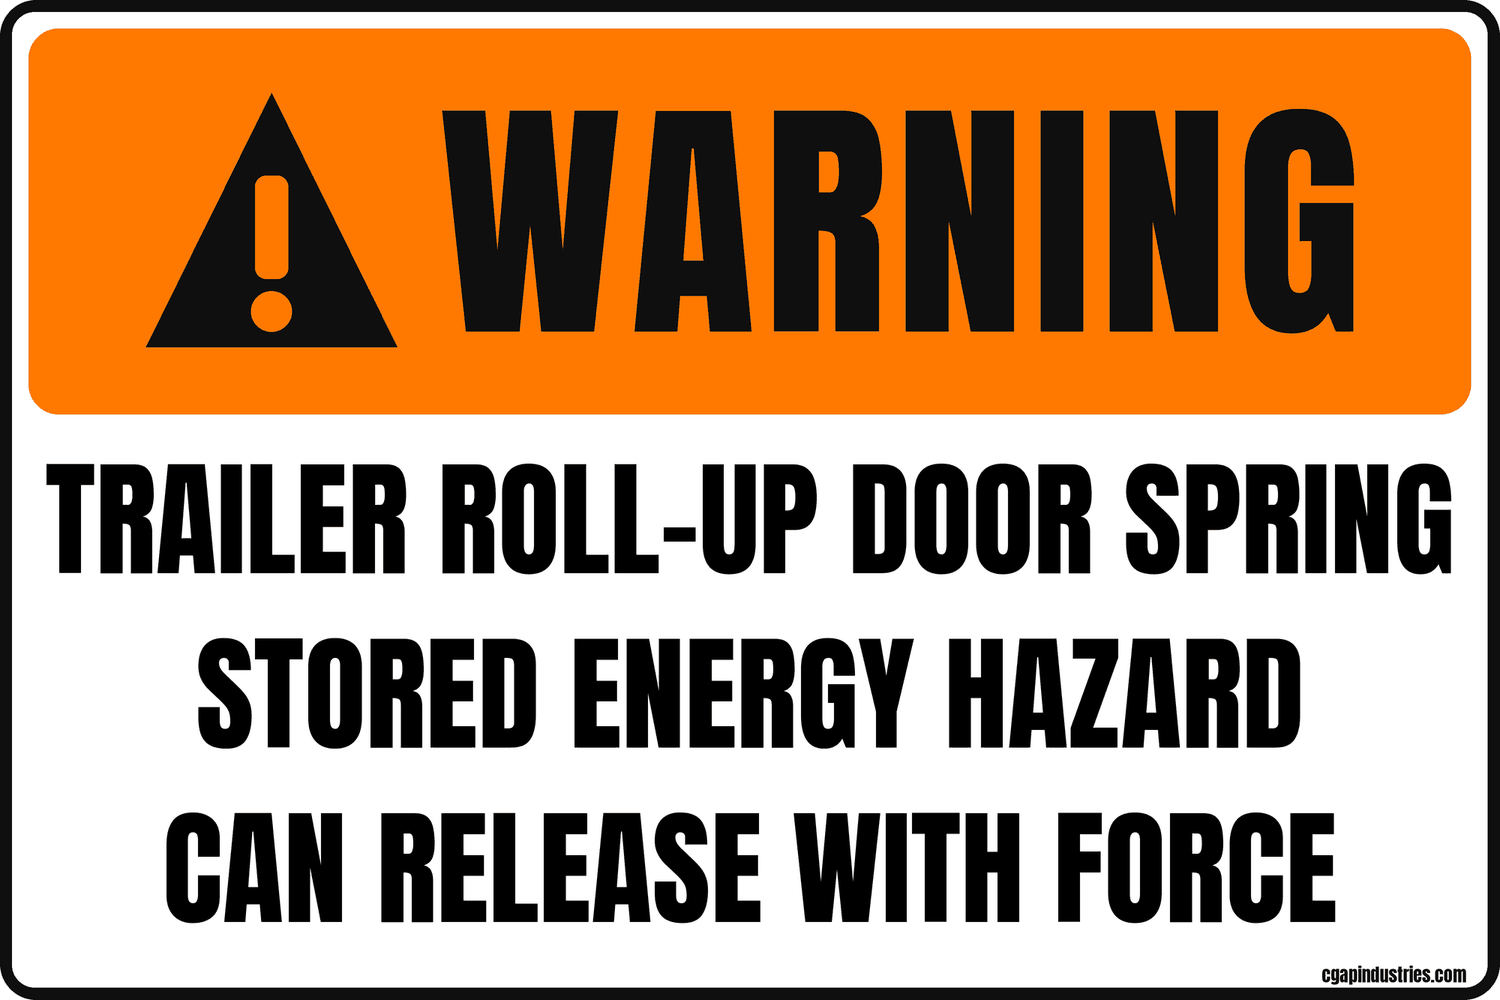 WARNING
TRAILER ROLL-UP DOOR SPRING
STORED ENERGY HAZARD
CAN RELEASE WITH FORCE
cgapindustries.com